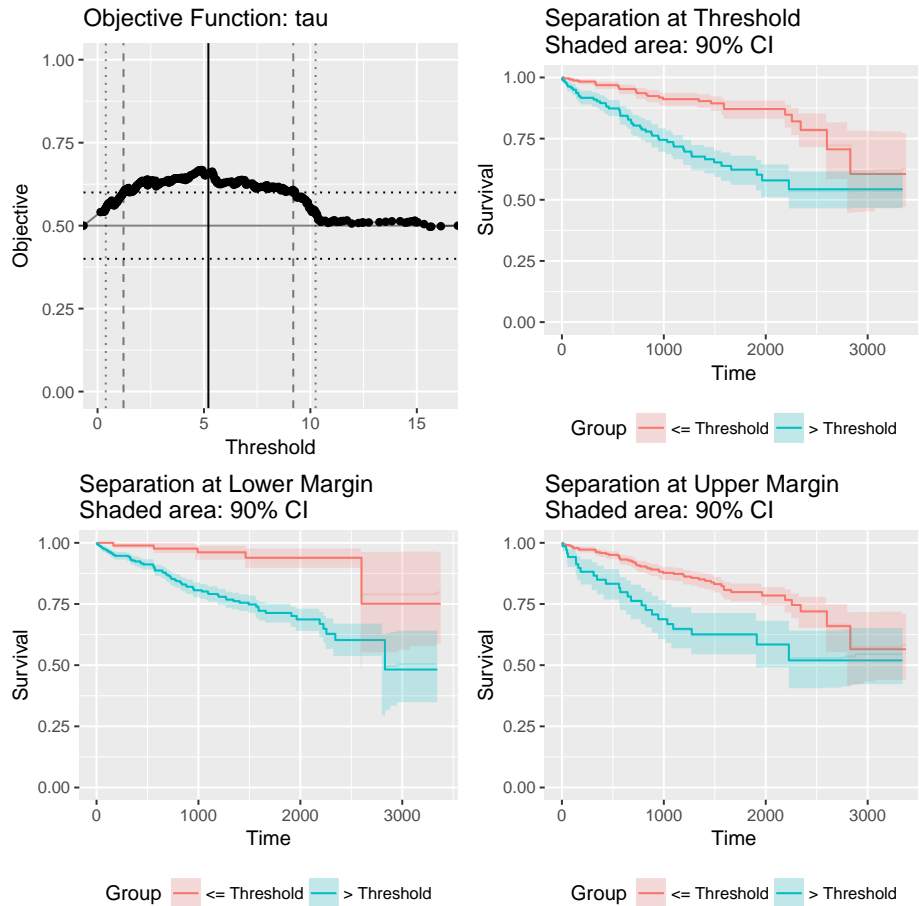 Objective Function: tau
1.00
0.75
0.50
0.25
0.00
Objective
0
5
10
15
Threshold
Separation at Threshold
Shaded area: 90% CI
1.00
0.75
0.50
0.25
0.00
Survival
0
1000
2000
3000
Time
Group <= Threshold > Threshold
Separation at Lower Margin
Shaded area: 90% CI
1.00
0.75
0.50
0.25
0.00
Survival
0
1000
2000
3000
Time
Group <= Threshold > Threshold
Separation at Upper Margin
Shaded area: 90% CI
1.00
0.75
0.50
0.25
0.00
Survival
0
1000
2000
3000
Time
Group <= Threshold > Threshold